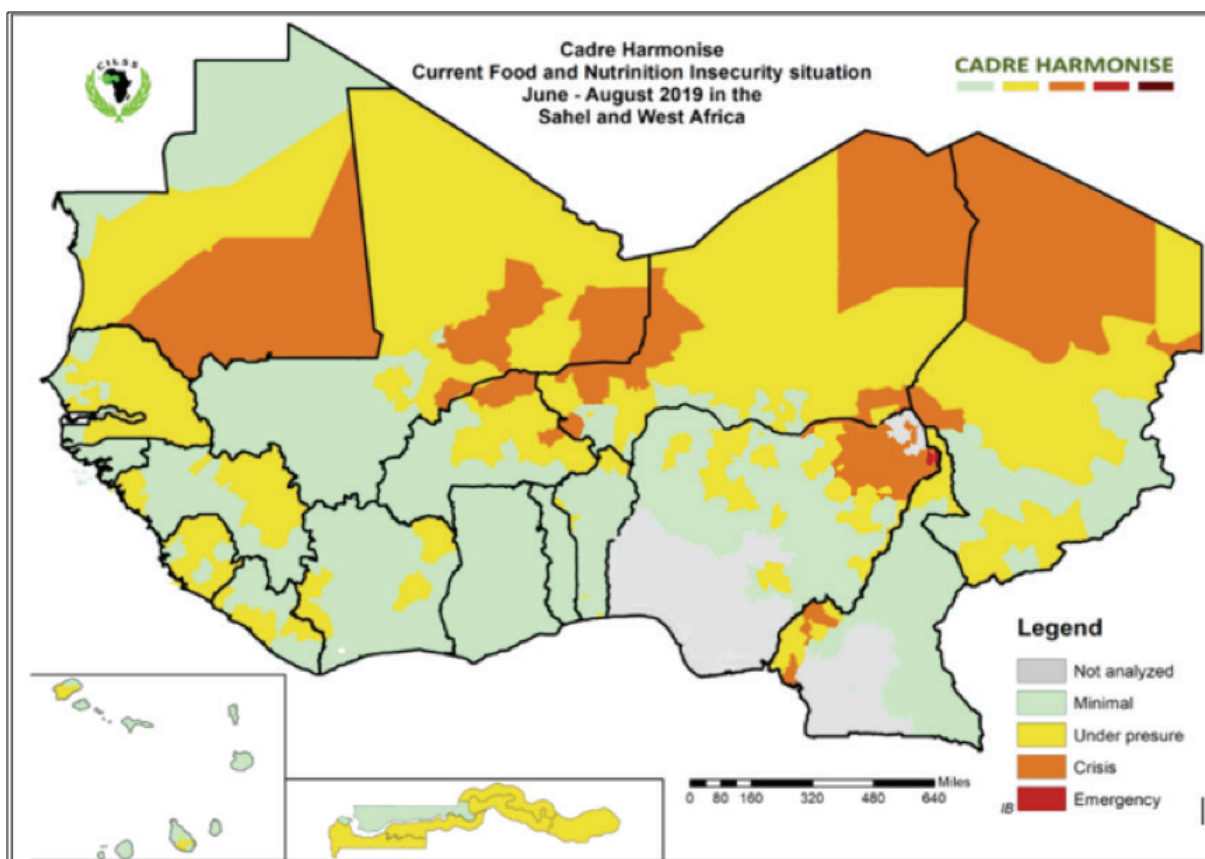 CILSS
Cadre Harmonise
Current Food and Nutrinition Insecurity situation
June - August 2019 in the
Sahel and West Africa
CADRE HARMONISE
Legend
Not analyzed
Minimal
Under presure
Crisis
Emergency
Miles
0 80 160 320 480 640
IB